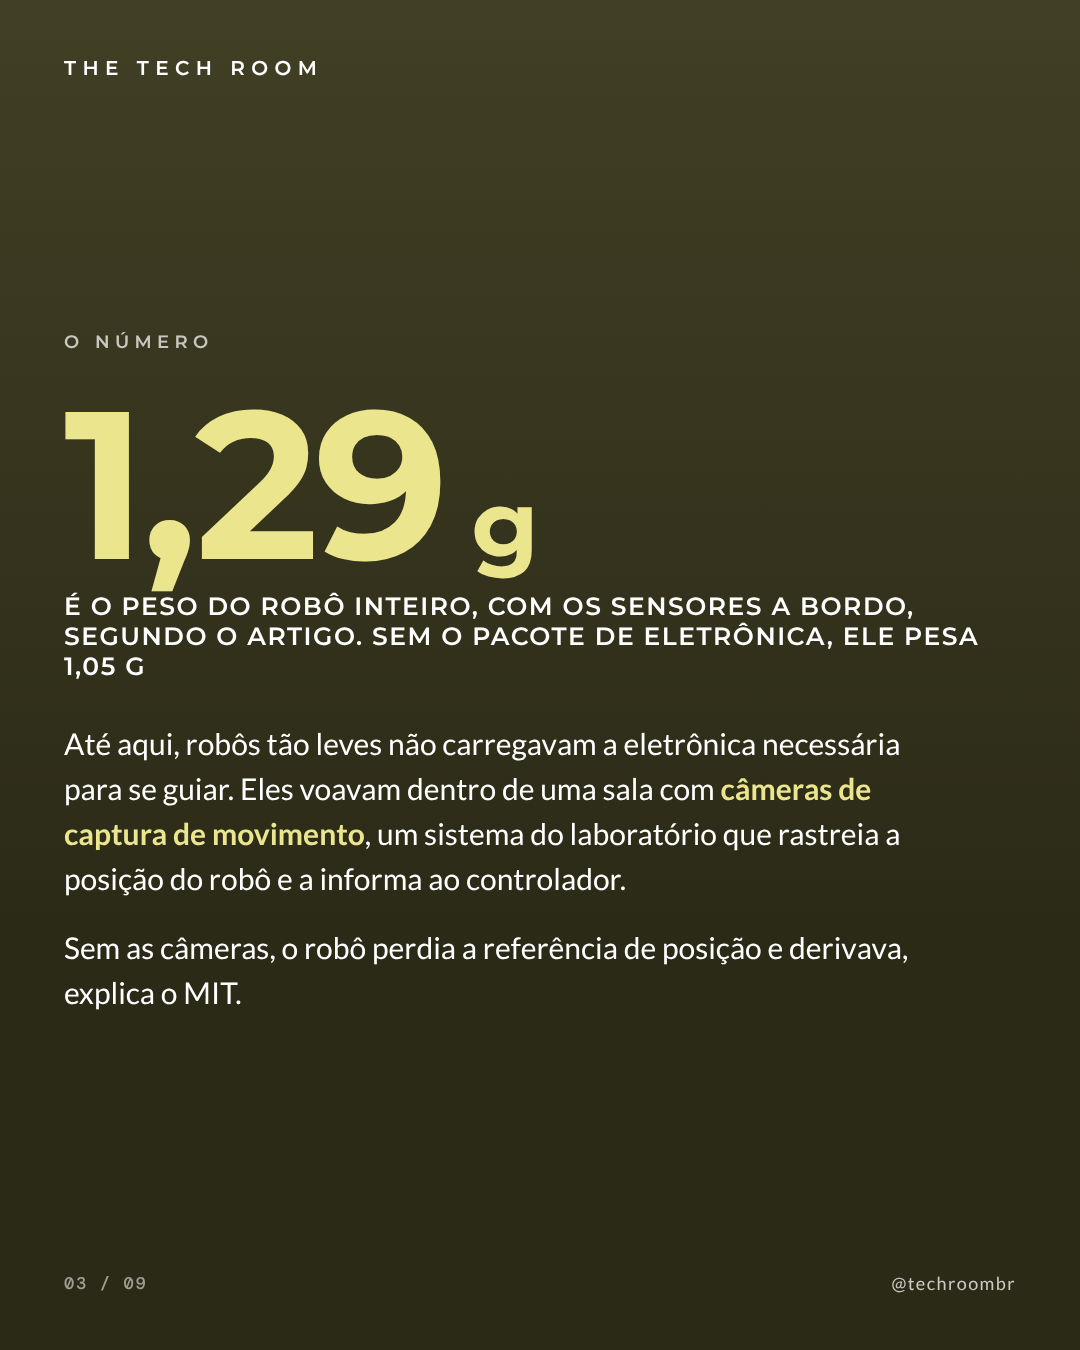 THE TECH ROOM
O NÚMERO
1,29 g
É O PESO DO ROBÔ INTEIRO, COM OS SENSORES A BORDO,
SEGUNDO O ARTIGO. SEM O PACOTE DE ELETRÔNICA, ELE PESA
1,05 G
Até aqui, robôs tão leves não carregavam a eletrônica necessária
para se guiar. Eles voavam dentro de uma sala com câmeras de
captura de movimento, um sistema do laboratório que rastreia a
posição do robô e a informa ao controlador.
Sem as câmeras, o robô perdia a referência de posição e derivava,
explica o MIT.
03 / 09
@techroombr